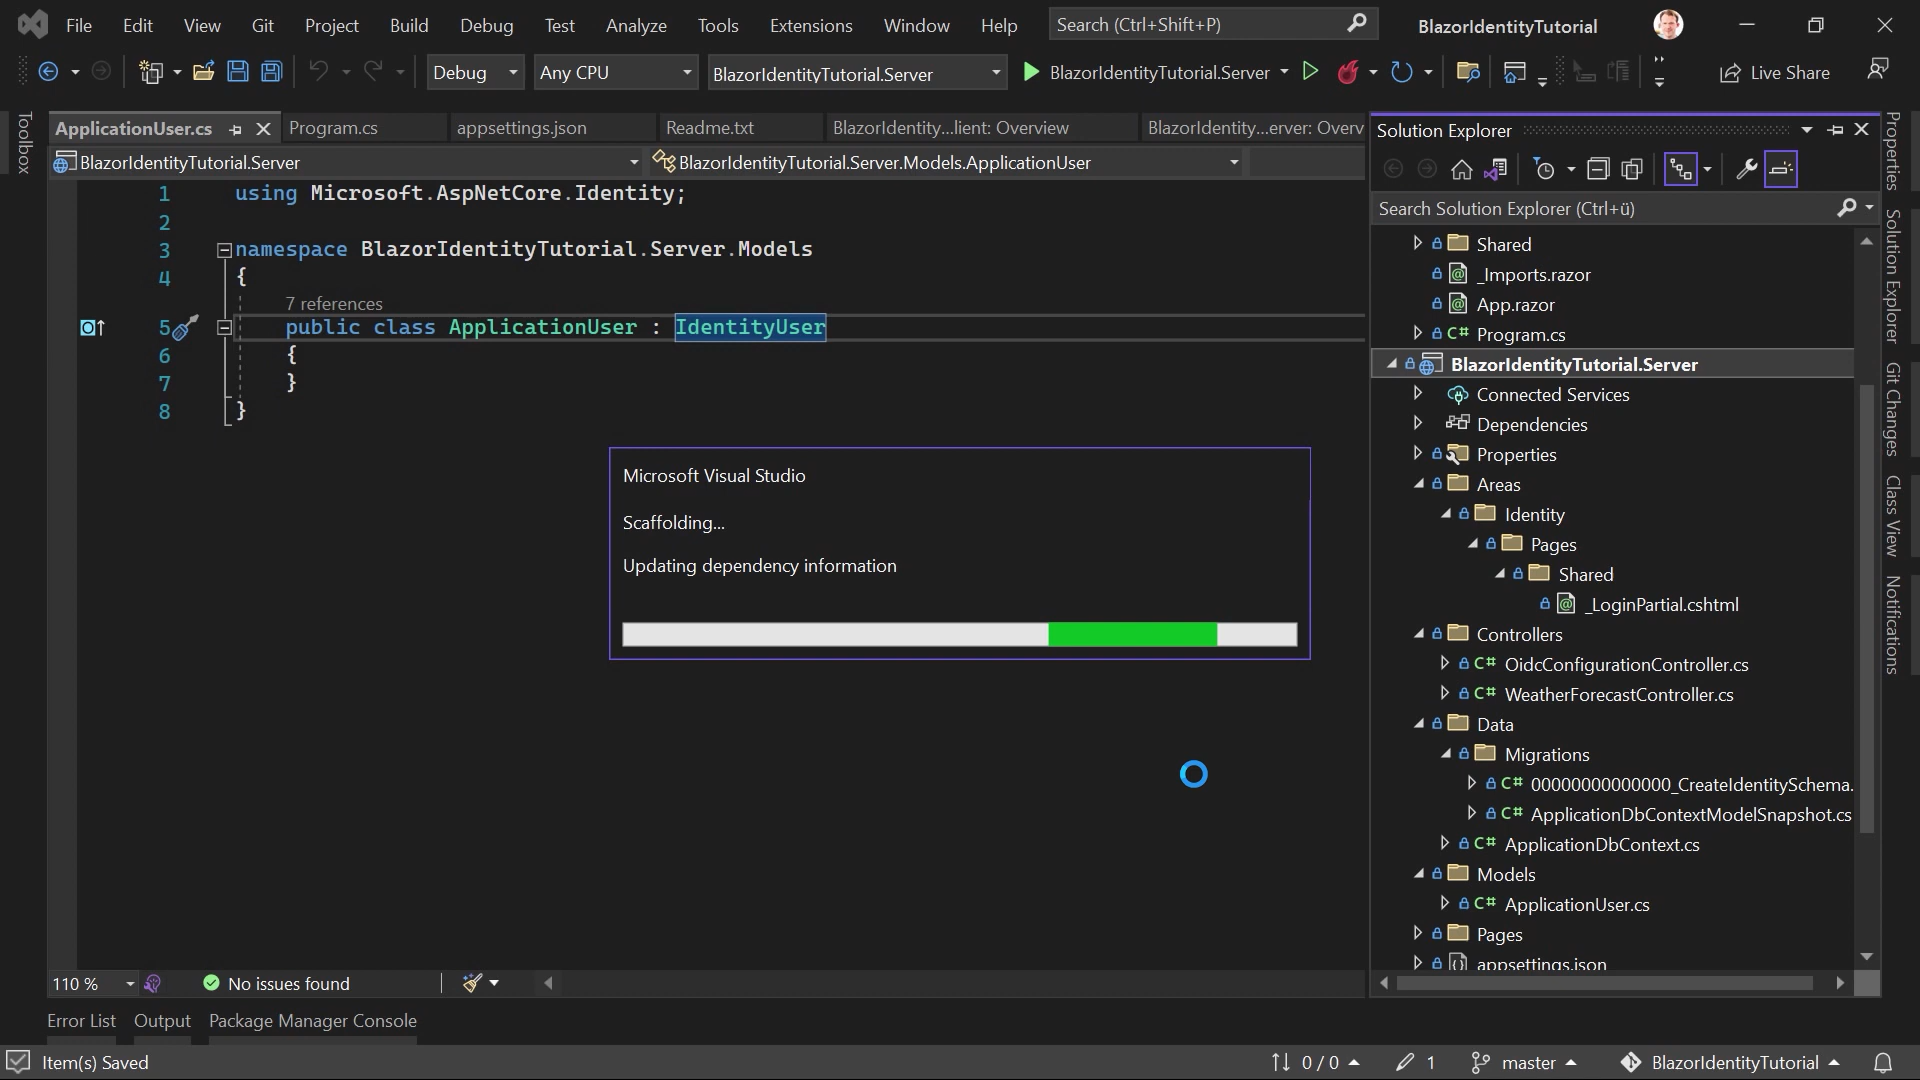 File Edit View Git Project Build Debug Test Analyze Tools Extensions Window Help Search (Ctrl+Shift+P) BlazorIdentityTutorial
Debug Any CPU BlazorIdentityTutorial.Server BlazorIdentityTutorial.Server Live Share
Toolbox
ApplicationUser.cs Program.cs appsettings.json Readme.txt BlazorIdentity...lient: Overview BlazorIdentity...erver: Overv
BlazorIdentityTutorial.Server BlazorIdentityTutorial.Server.Models.ApplicationUser
1 using Microsoft.AspNetCore.Identity;
2
3 namespace BlazorIdentityTutorial.Server.Models
4 {
7 references
5 public class ApplicationUser : IdentityUser
6 {
7 }
8 }
Microsoft Visual Studio
Scaffolding...
Updating dependency information
110 % No issues found
Error List Output Package Manager Console
Item(s) Saved 0 / 0 1 master BlazorIdentityTutorial
Solution Explorer
Search Solution Explorer (Ctrl+ü)
Shared
_Imports.razor
App.razor
C# Program.cs
BlazorIdentityTutorial.Server
Connected Services
Dependencies
Properties
Areas
Identity
Pages
Shared
_LoginPartial.cshtml
Controllers
C# OidcConfigurationController.cs
C# WeatherForecastController.cs
Data
Migrations
C# 00000000000000_CreateIdentitySchema.
C# ApplicationDbContextModelSnapshot.cs
C# ApplicationDbContext.cs
Models
C# ApplicationUser.cs
Pages
appsettings.json
Properties
Solution Explorer
Git Changes
Class View
Notifications